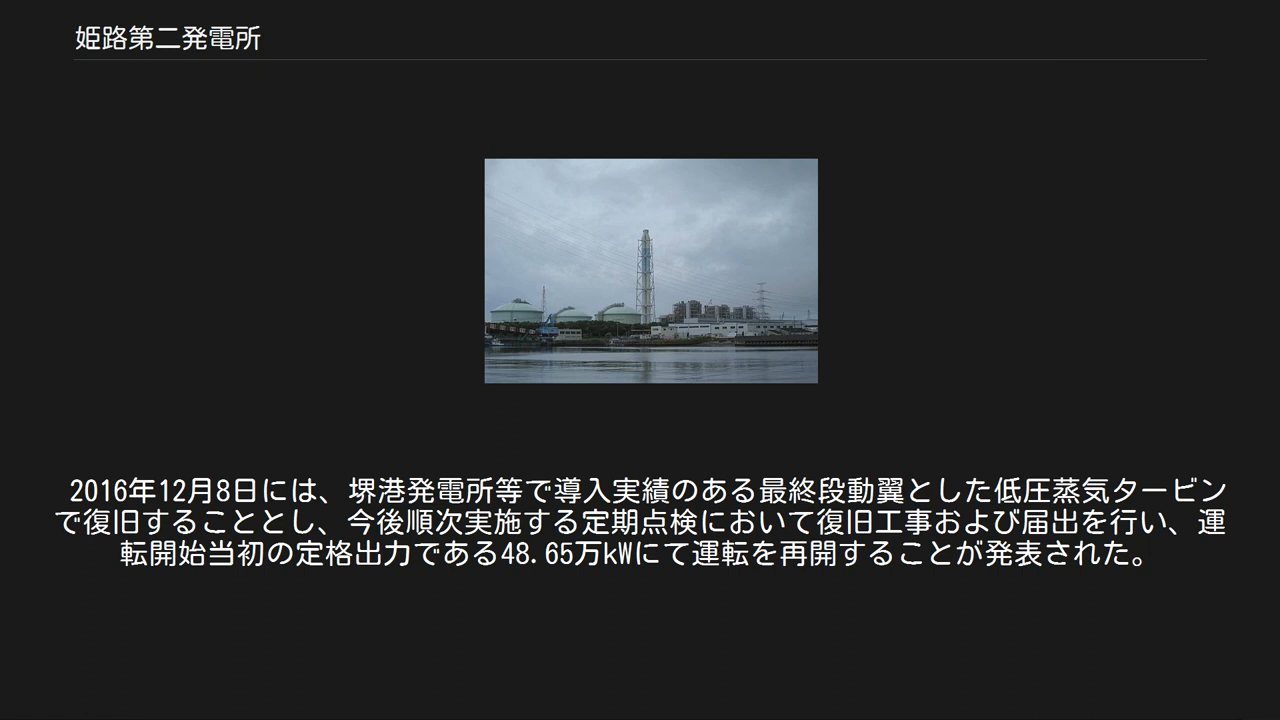 姫路第二発電所
2016年12月8日には、堺港発電所等で導入実績のある最終段動翼とした低圧蒸気タービン
で復旧することとし、今後順次実施する定期点検において復旧工事および届出を行い、運
転開始当初の定格出力である48.65万kWにて運転を再開することが発表された。